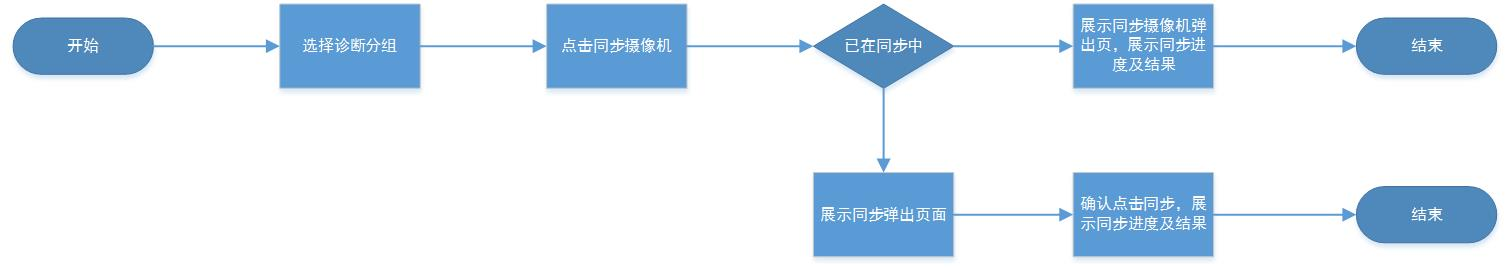 开始
选择诊断分组
点击同步摄像机
已在同步中
展示同步摄像机弹
出页，展示同步进
度及结果
结束
展示同步弹出页面
确认点击同步，展
示同步进度及结果
结束